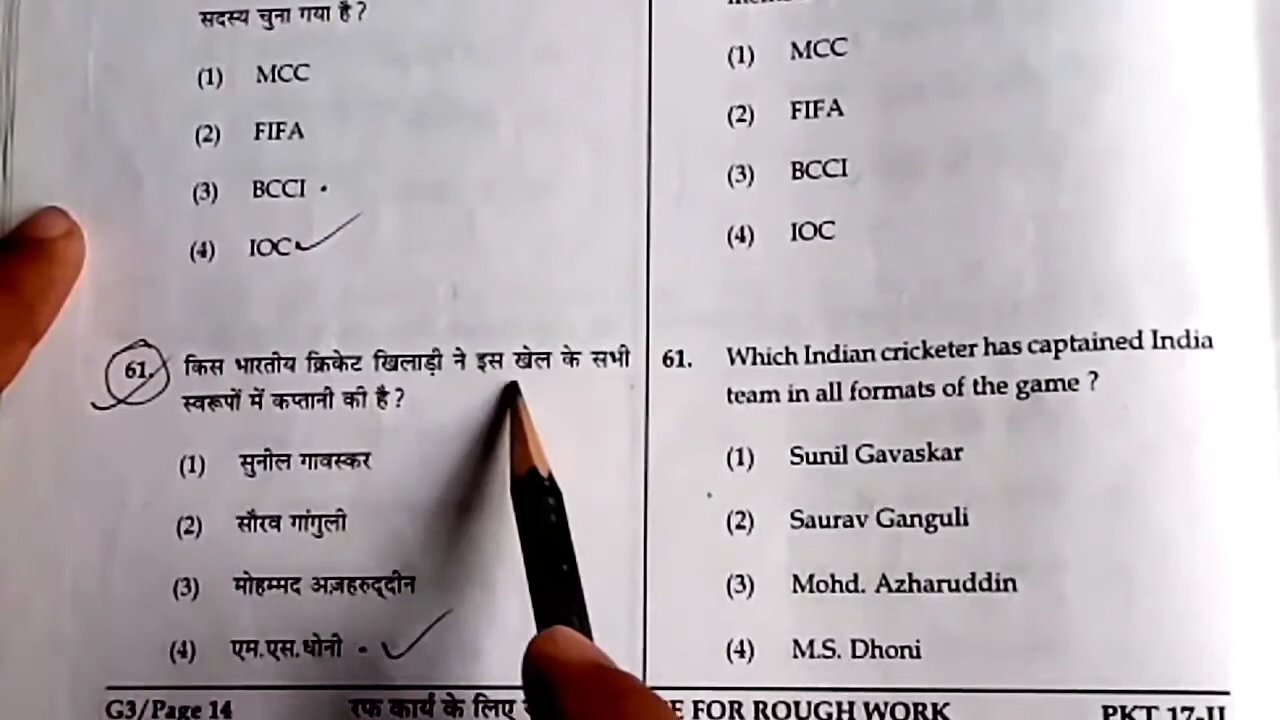 सदस्य चुना गया है?
(1) MCC
(2) FIFA
(3) BCCI
(4) IOC
61. किस भारतीय क्रिकेट खिलाड़ी ने इस खेल के सभी
स्वरूपों में कप्तानी की है?
(1) सुनील गावस्कर
(2) सौरव गांगुली
(3) मोहम्मद अज़हरुद्दीन
(4) एम.एस.धोनी
(1) MCC
(2) FIFA
(3) BCCI
(4) IOC
61. Which Indian cricketer has captained India
team in all formats of the game ?
(1) Sunil Gavaskar
(2) Saurav Ganguli
(3) Mohd. Azharuddin
(4) M.S. Dhoni
G3/Page 14 रफ कार्य के लिए FOR ROUGH WORK PKT 17-II